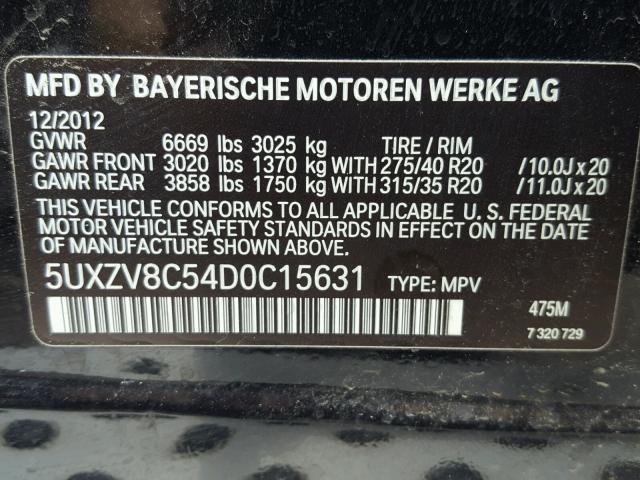 MFD BY BAYERISCHE MOTOREN WERKE AG
12/2012
GVWR 6669 lbs 3025 kg TIRE / RIM
GAWR FRONT 3020 lbs 1370 kg WITH 275/40 R20 /10.0J x 20
GAWR REAR 3858 lbs 1750 kg WITH 315/35 R20 /11.0J x 20
THIS VEHICLE CONFORMS TO ALL APPLICABLE U. S. FEDERAL
MOTOR VEHICLE SAFETY STANDARDS IN EFFECT ON THE DATE
OF MANUFACTURE SHOWN ABOVE.
5UXZV8C54D0C15631 TYPE: MPV
475M
7 320 729